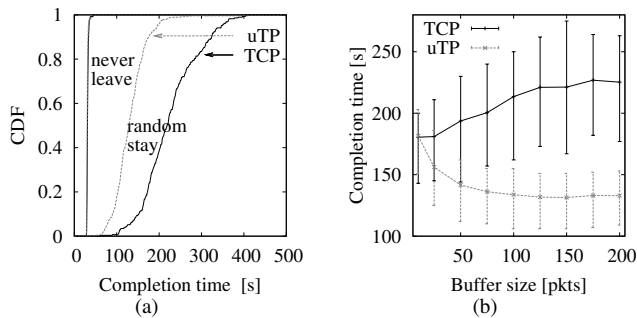 (a)
1
0.8
0.6
0.4
0.2
0
CDF
never
leave
random
stay
uTP
TCP
0 100 200 300 400 500
Completion time [s]
(a)
(b)
TCP
uTP
250
200
150
100
Completion time [s]
50 100 150 200
Buffer size [pkts]
(b)